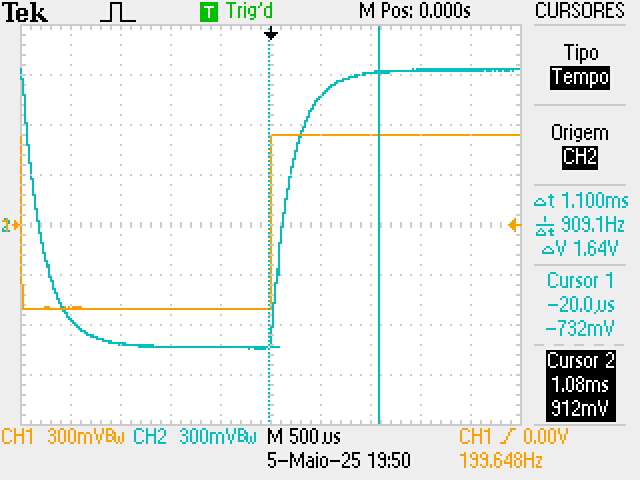 Tek T Trig'd M Pos: 0.000s CURSORES
Tipo
Tempo
Origem
CH2
Δt 1.100ms
1/Δt 909.1Hz
ΔV 1.64V
Cursor 1
-20.0µs
-732mV
Cursor 2
1.08ms
912mV
2
CH1 300mVBw CH2 300mVBw M 500µs CH1 0.00V
5-Maio-25 19:50 199.648Hz